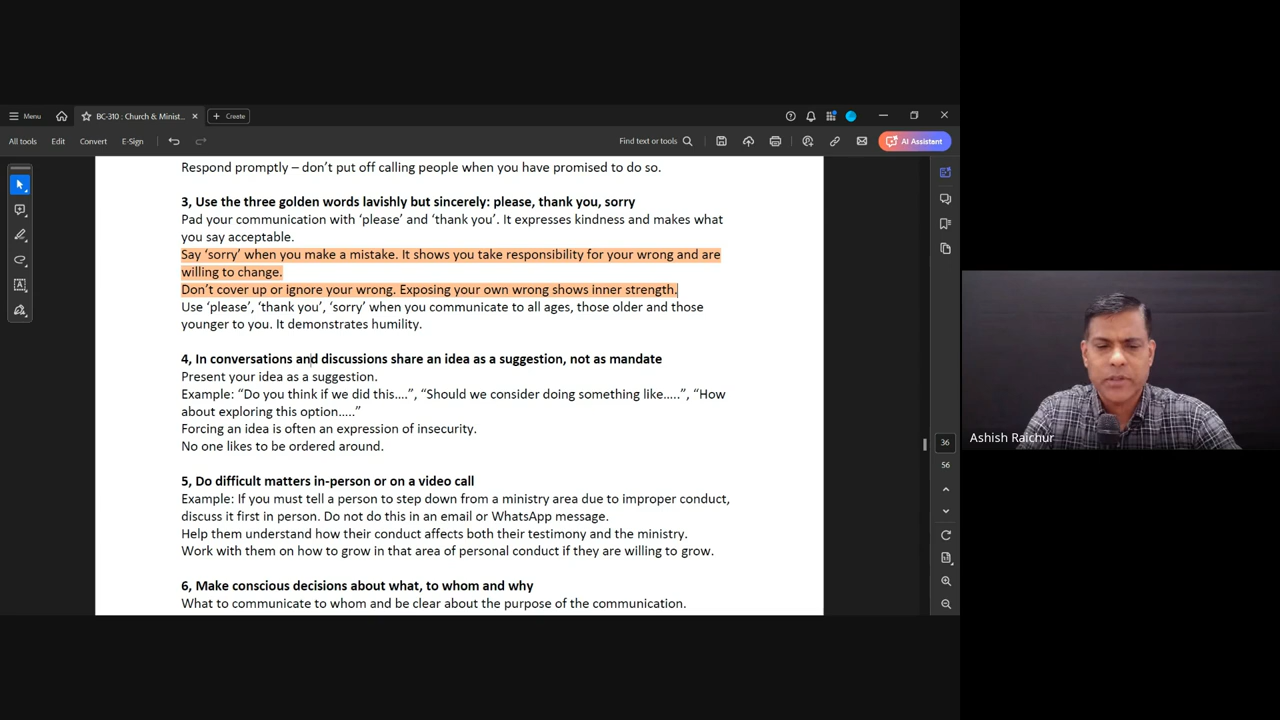 Menu
BC-310 : Church & Minist...
Create
All tools
Edit
Convert
E-Sign
Find text or tools
AI Assistant
Respond promptly – don’t put off calling people when you have promised to do so.
3, Use the three golden words lavishly but sincerely: please, thank you, sorry
Pad your communication with ‘please’ and ‘thank you’. It expresses kindness and makes what
you say acceptable.
Say ‘sorry’ when you make a mistake. It shows you take responsibility for your wrong and are
willing to change.
Don’t cover up or ignore your wrong. Exposing your own wrong shows inner strength.
Use ‘please’, ‘thank you’, ‘sorry’ when you communicate to all ages, those older and those
younger to you. It demonstrates humility.
4, In conversations and discussions share an idea as a suggestion, not as mandate
Present your idea as a suggestion.
Example: “Do you think if we did this....”, “Should we consider doing something like.....”, “How
about exploring this option.....”
Forcing an idea is often an expression of insecurity.
No one likes to be ordered around.
5, Do difficult matters in-person or on a video call
Example: If you must tell a person to step down from a ministry area due to improper conduct,
discuss it first in person. Do not do this in an email or WhatsApp message.
Help them understand how their conduct affects both their testimony and the ministry.
Work with them on how to grow in that area of personal conduct if they are willing to grow.
6, Make conscious decisions about what, to whom and why
What to communicate to whom and be clear about the purpose of the communication.
36
56
Ashish Raichur